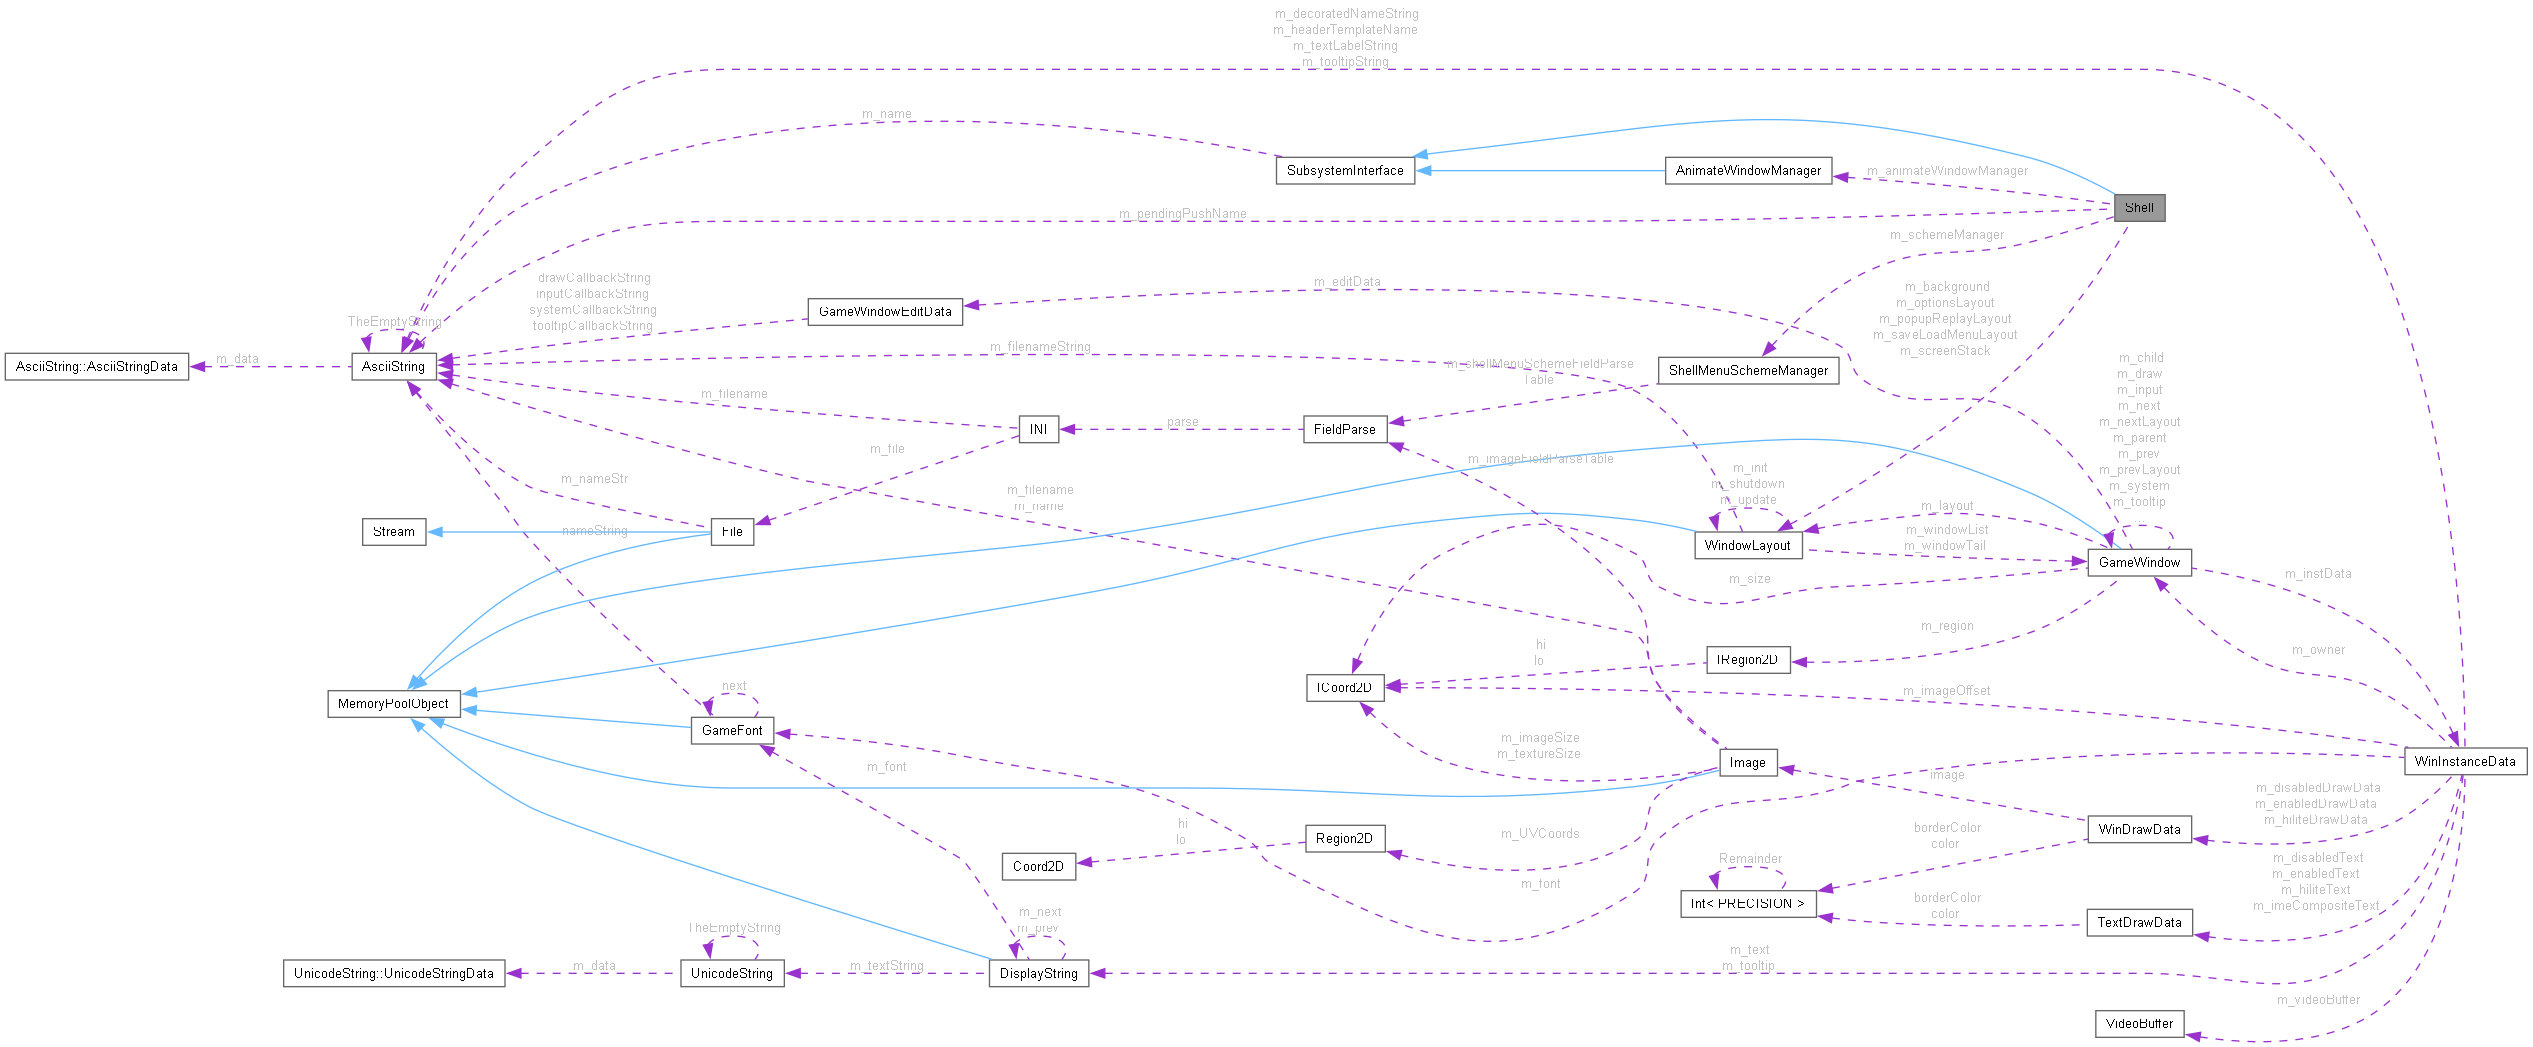 m_decoratedNameString
m_headerTemplateName
m_textLabelString
m_tooltipString
m_name
SubsystemInterface
AnimateWindowManager
m_animateWindowManager
Shell
m_pendingPushName
m_schemeManager
drawCallbackString
inputCallbackString
systemCallbackString
tooltipCallbackString
GameWindowEditData
m_editData
m_background
m_optionsLayout
m_popupReplayLayout
m_saveLoadMenuLayout
m_screenStack
TheEmptyString
AsciiString::AsciiStringData
m_data
AsciiString
m_filenameString
m_shellMenuSchemeFieldParse
Table
ShellMenuSchemeManager
m_child
m_draw
m_input
m_next
m_nextLayout
m_parent
m_prev
m_prevLayout
m_system
m_tooltip
...
m_filename
INI
parse
FieldParse
m_file
m_imageFieldParseTable
m_nameStr
m_filename
m_name
m_init
m_shutdown
m_update
m_layout
Stream
nameString
File
WindowLayout
m_windowList
m_windowTail
GameWindow
m_size
m_instData
m_region
hi
lo
IRegion2D
m_owner
ICoord2D
m_imageOffset
MemoryPoolObject
next
GameFont
m_imageSize
m_textureSize
Image
WinInstanceData
m_font
image
m_disabledDrawData
m_enabledDrawData
m_hiliteDrawData
hi
lo
Region2D
m_UVCoords
borderColor
color
WinDrawData
Coord2D
Remainder
m_disabledText
m_enabledText
m_hiliteText
m_imeCompositeText
m_font
Int< PRECISION >
borderColor
color
TextDrawData
TheEmptyString
m_next
m_prev
m_text
m_tooltip
UnicodeString::UnicodeStringData
m_data
UnicodeString
m_textString
DisplayString
m_videoBuffer
VideoBuffer